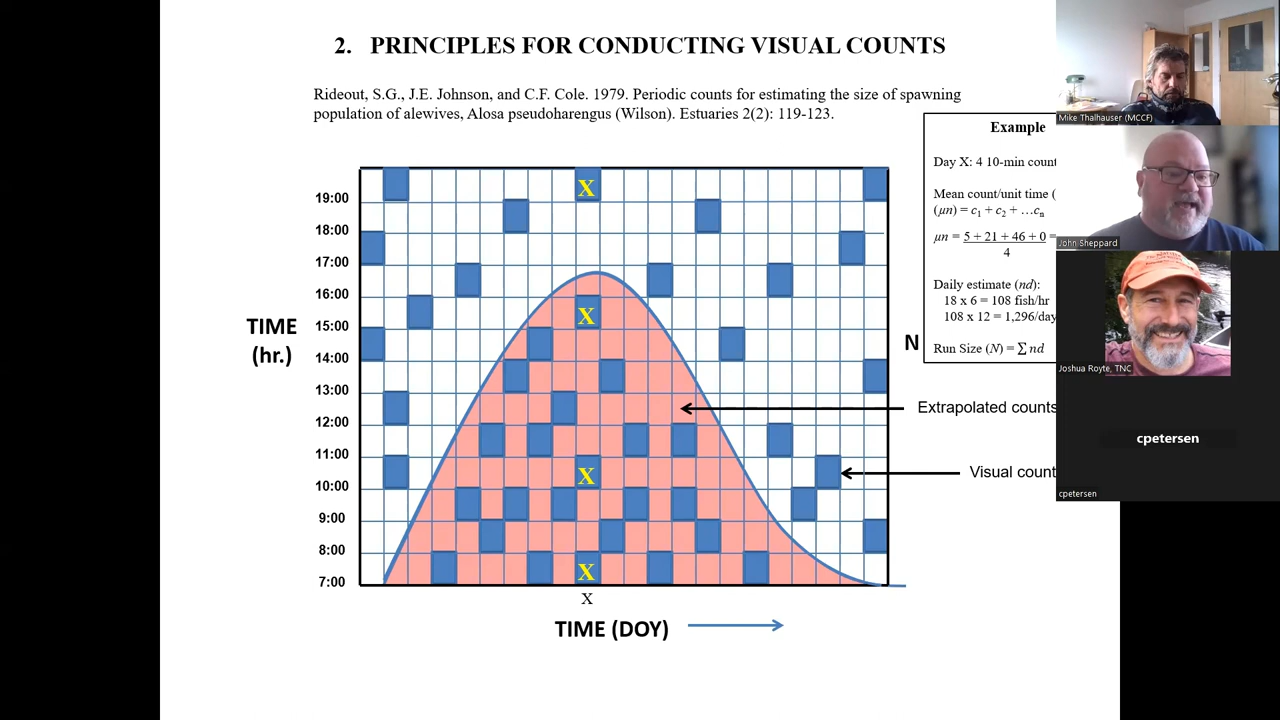 2. PRINCIPLES FOR CONDUCTING VISUAL COUNTS
Rideout, S.G., J.E. Johnson, and C.F. Cole. 1979. Periodic counts for estimating the size of spawning
population of alewives, Alosa pseudoharengus (Wilson). Estuaries 2(2): 119-123.
TIME
(hr.)
19:00
18:00
17:00
16:00
15:00
14:00
13:00
12:00
11:00
10:00
9:00
8:00
7:00
X
X
X
X
X
TIME (DOY)
N
Example
Day X: 4 10-min count
Mean count/unit time (
(μn) = c1 + c2 + …cn
μn = 5 + 21 + 46 + 0 =
4
Daily estimate (nd):
18 x 6 = 108 fish/hr
108 x 12 = 1,296/day
Run Size (N) = ∑ nd
Extrapolated counts
Visual count
Mike Thalhauser (MCCF)
John Sheppard
Joshua Royte, TNC
cpetersen
cpetersen